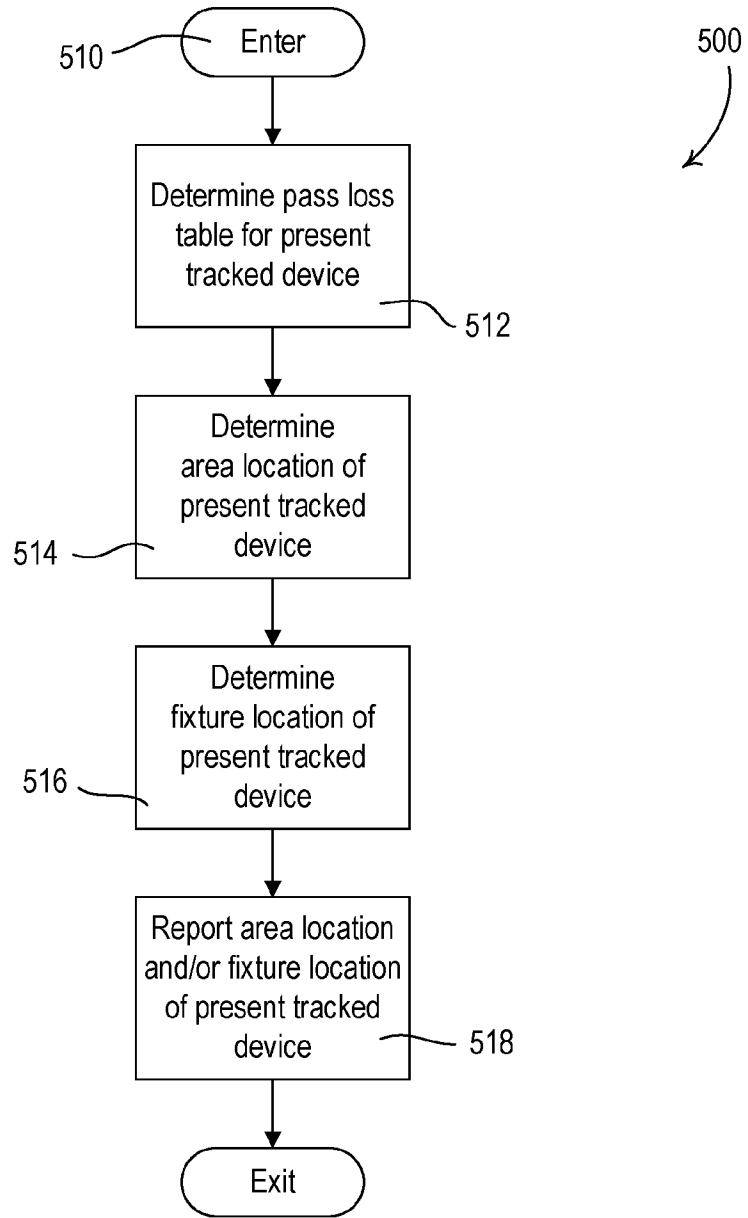 Enter
510
500
Determine pass loss
table for present
tracked device
512
Determine
area location of
present tracked
device
514
Determine
fixture location of
present tracked
device
516
Report area location
and/or fixture location
of present tracked
device
518
Exit